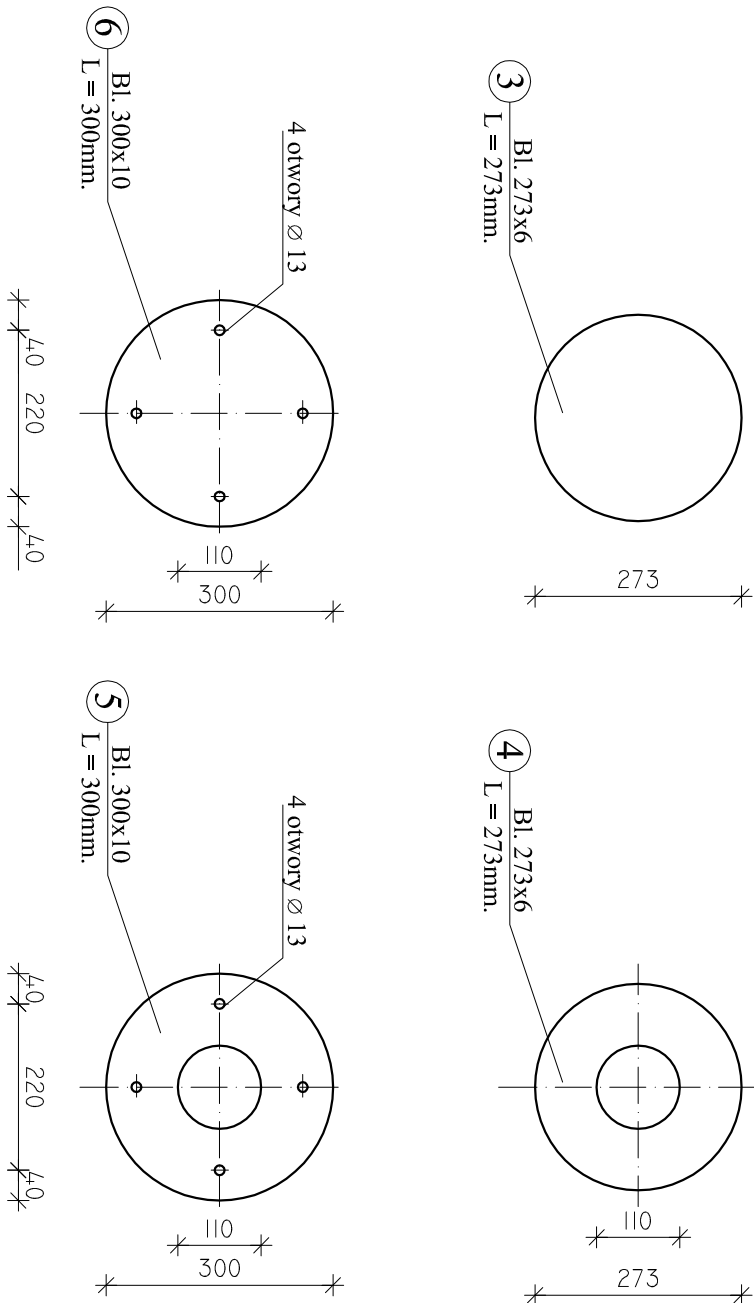 3
Bl. 273x6
L = 273mm.
273
4
Bl. 273x6
L = 273mm.
110
273
6
Bl. 300x10
L = 300mm.
4 otwory ⌀ 13
40
220
40
110
300
5
Bl. 300x10
L = 300mm.
4 otwory ⌀ 13
40
220
40
110
300